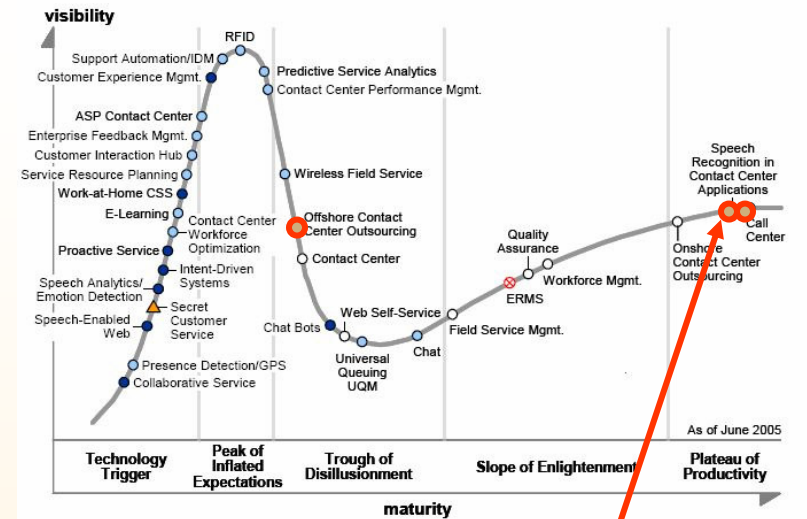 visibility
RFID
Support Automation/IDM
Customer Experience Mgmt.
Predictive Service Analytics
Contact Center Performance Mgmt.
ASP Contact Center
Enterprise Feedback Mgmt.
Customer Interaction Hub
Service Resource Planning
Work-at-Home CSS
E-Learning
Contact Center
Workforce
Optimization
Proactive Service
Intent-Driven
Systems
Speech Analytics/
Emotion Detection
Secret
Customer
Service
Speech-Enabled
Web
Presence Detection/GPS
Collaborative Service
Wireless Field Service
Offshore Contact
Center Outsourcing
Contact Center
Chat Bots
Web Self-Service
Universal
Queuing
UQM
Chat
Field Service Mgmt.
ERMS
Quality
Assurance
Workforce Mgmt.
Speech
Recognition in
Contact Center
Applications
Onshore
Contact Center
Outsourcing
Call
Center
As of June 2005
Technology
Trigger
Peak of
Inflated
Expectations
Trough of
Disillusionment
Slope of Enlightenment
Plateau of
Productivity
maturity